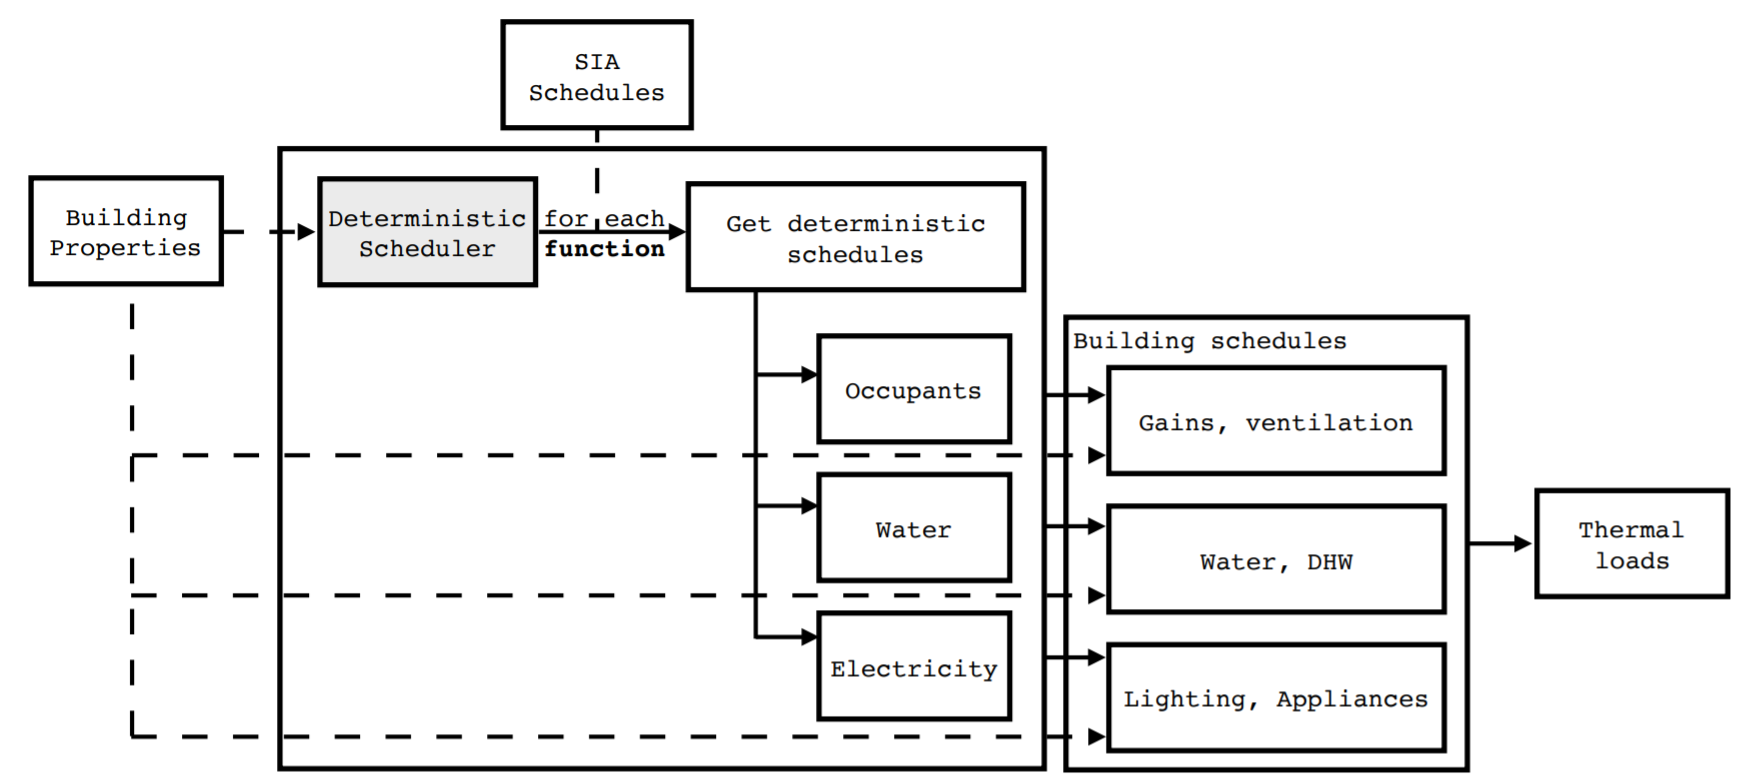 SIA
Schedules
Building
Properties
Deterministic
Scheduler
for each
function
Get deterministic
schedules
Building schedules
Occupants
Gains, ventilation
Water
Water, DHW
Thermal
loads
Electricity
Lighting, Appliances